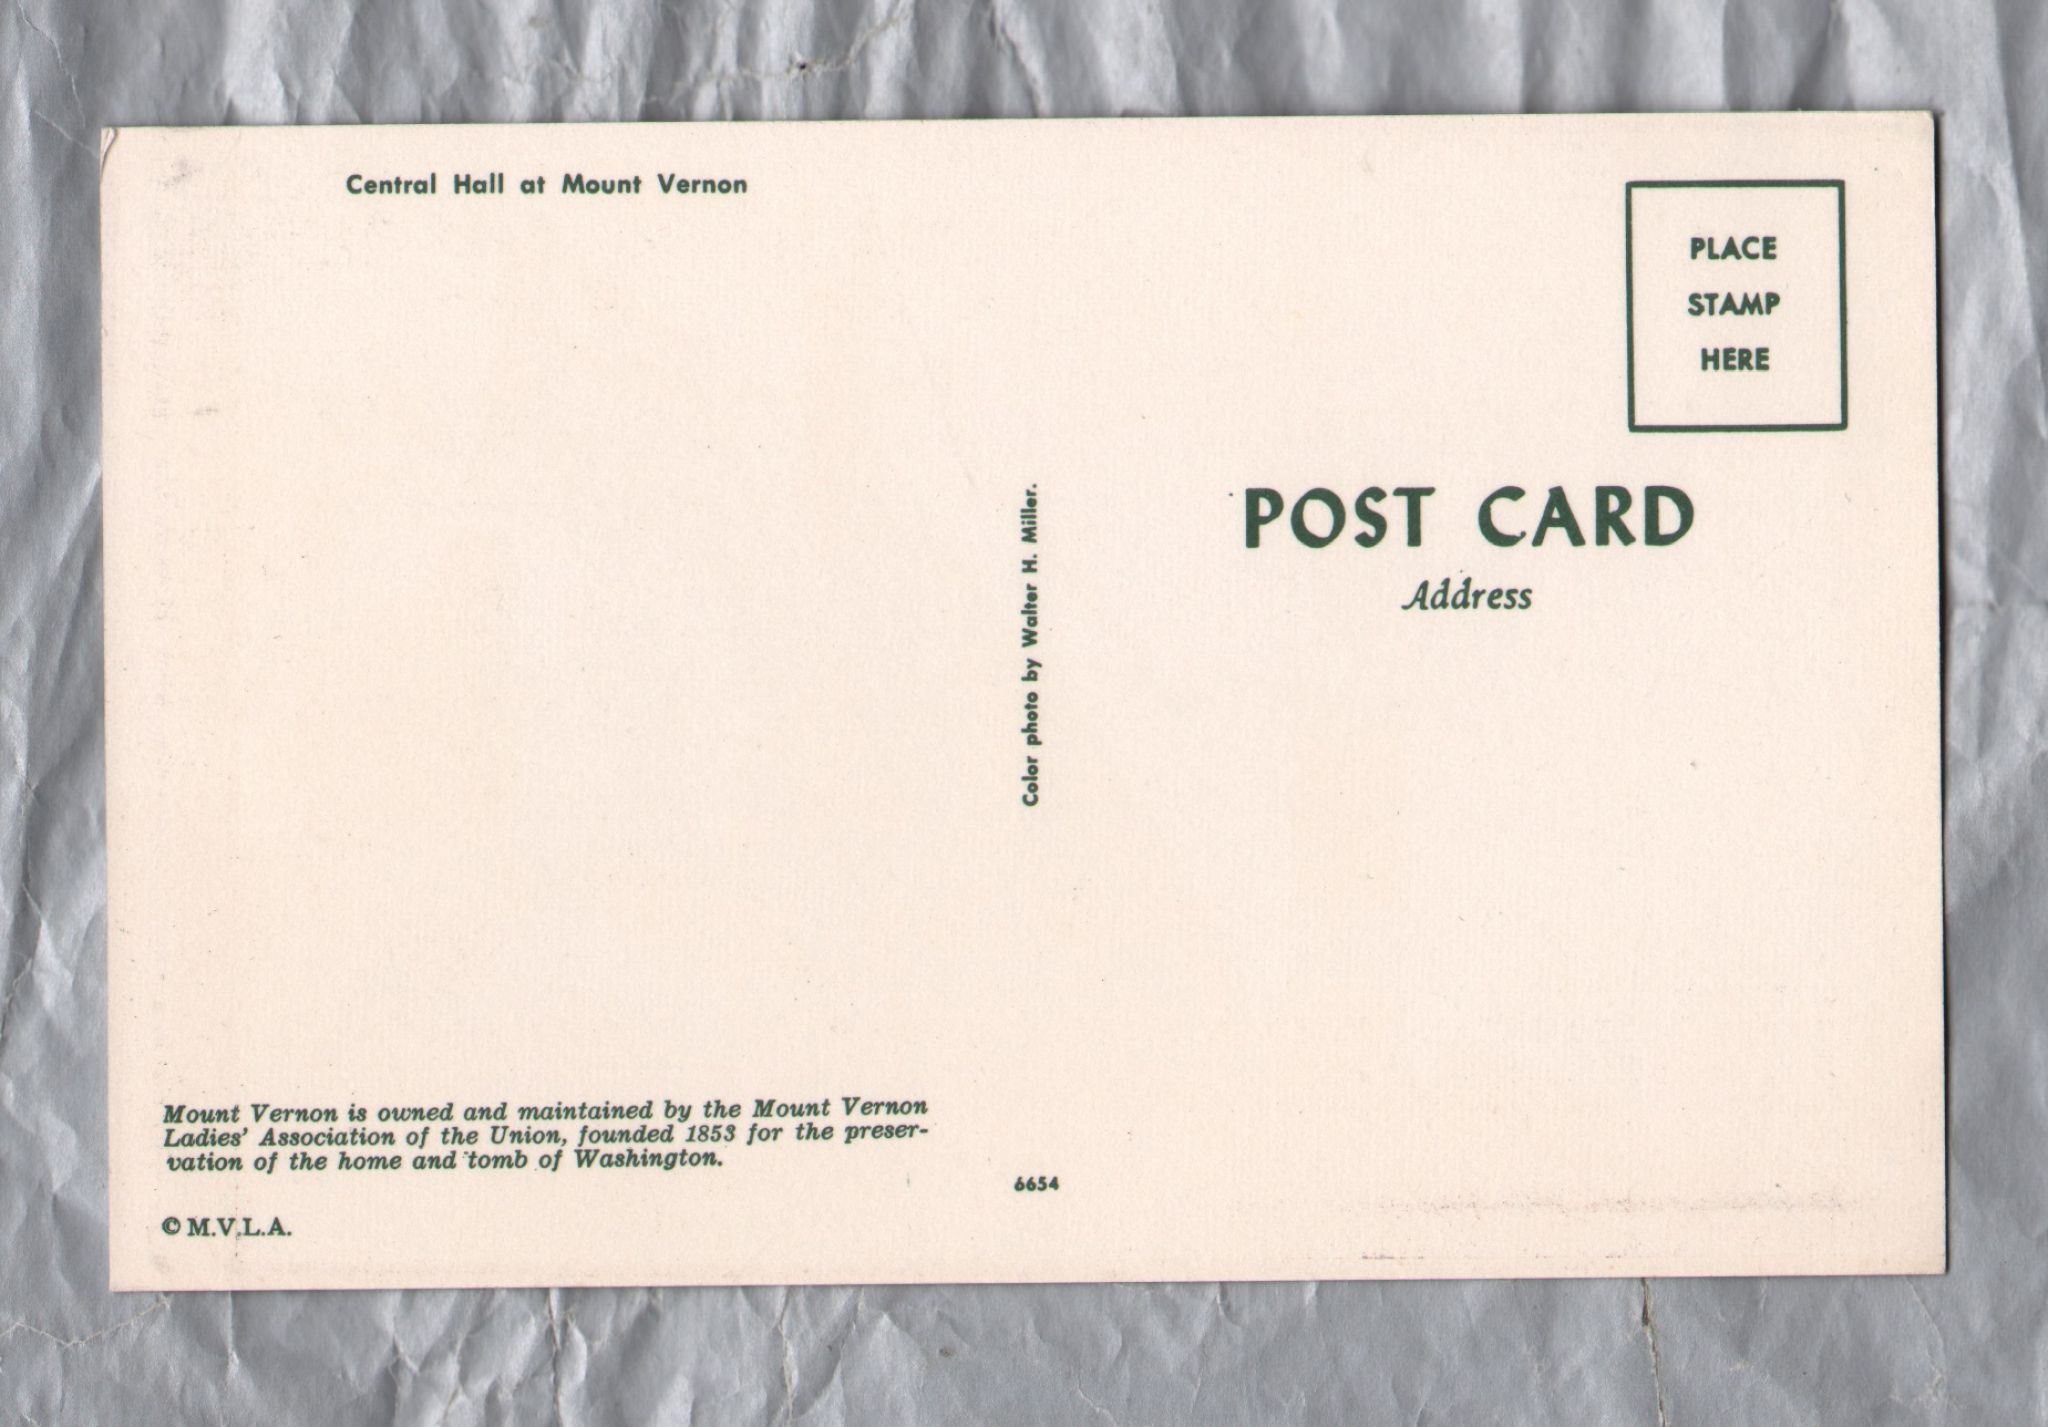 Central Hall at Mount Vernon
PLACE
STAMP
HERE
POST CARD
Address
Color photo by Walter H. Miller.
Mount Vernon is owned and maintained by the Mount Vernon
Ladies' Association of the Union, founded 1853 for the preser-
vation of the home and tomb of Washington.
6654
© M.V.L.A.